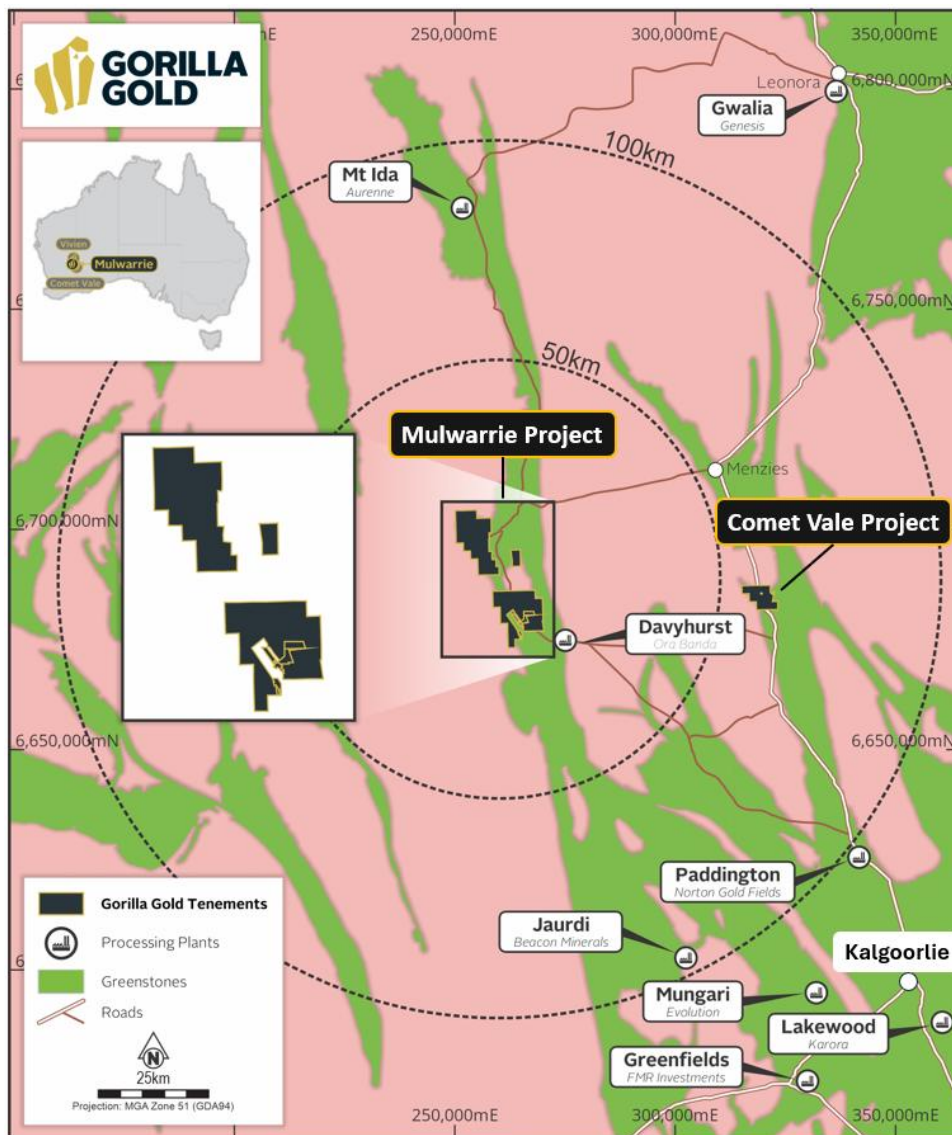 GORILLA
GOLD
250,000mE
300,000mE
350,000mE
Leonora
6,800,000mN
Gwalia
Genesis
100km
Mt Ida
Aurenne
Vivien
Mulwarrie
Comet Vale
6,750,000mN
50km
Mulwarrie Project
Menzies
6,700,000mN
Comet Vale Project
Davyhurst
Ora Banda
6,650,000mN
6,650,000mN
Paddington
Norton Gold Fields
Jaurdi
Beacon Minerals
Kalgoorlie
Mungari
Evolution
Lakewood
Karora
Greenfields
FMR Investments
Gorilla Gold Tenements
Processing Plants
Greenstones
Roads
N
25km
Projection: MGA Zone 51 (GDA94)
250,000mE
300,000mE
350,000mE